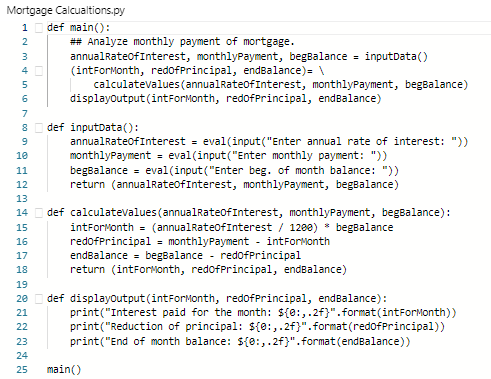 Mortgage Calcualtions.py
1 def main():
2 ## Analyze monthly payment of mortgage.
3 annualRateOfInterest, monthlyPayment, begBalance = inputData()
4 (intForMonth, redOfPrincipal, endBalance)= \
5 calculateValues(annualRateOfInterest, monthlyPayment, begBalance)
6 displayOutput(intForMonth, redOfPrincipal, endBalance)
7
8 def inputData():
9 annualRateOfInterest = eval(input("Enter annual rate of interest: "))
10 monthlyPayment = eval(input("Enter monthly payment: "))
11 begBalance = eval(input("Enter beg. of month balance: "))
12 return (annualRateOfInterest, monthlyPayment, begBalance)
13
14 def calculateValues(annualRateOfInterest, monthlyPayment, begBalance):
15 intForMonth = (annualRateOfInterest / 1200) * begBalance
16 redOfPrincipal = monthlyPayment - intForMonth
17 endBalance = begBalance - redOfPrincipal
18 return (intForMonth, redOfPrincipal, endBalance)
19
20 def displayOutput(intForMonth, redOfPrincipal, endBalance):
21 print("Interest paid for the month: ${0:,.2f}".format(intForMonth))
22 print("Reduction of principal: ${0:,.2f}".format(redOfPrincipal))
23 print("End of month balance: ${0:,.2f}".format(endBalance))
24
25 main()